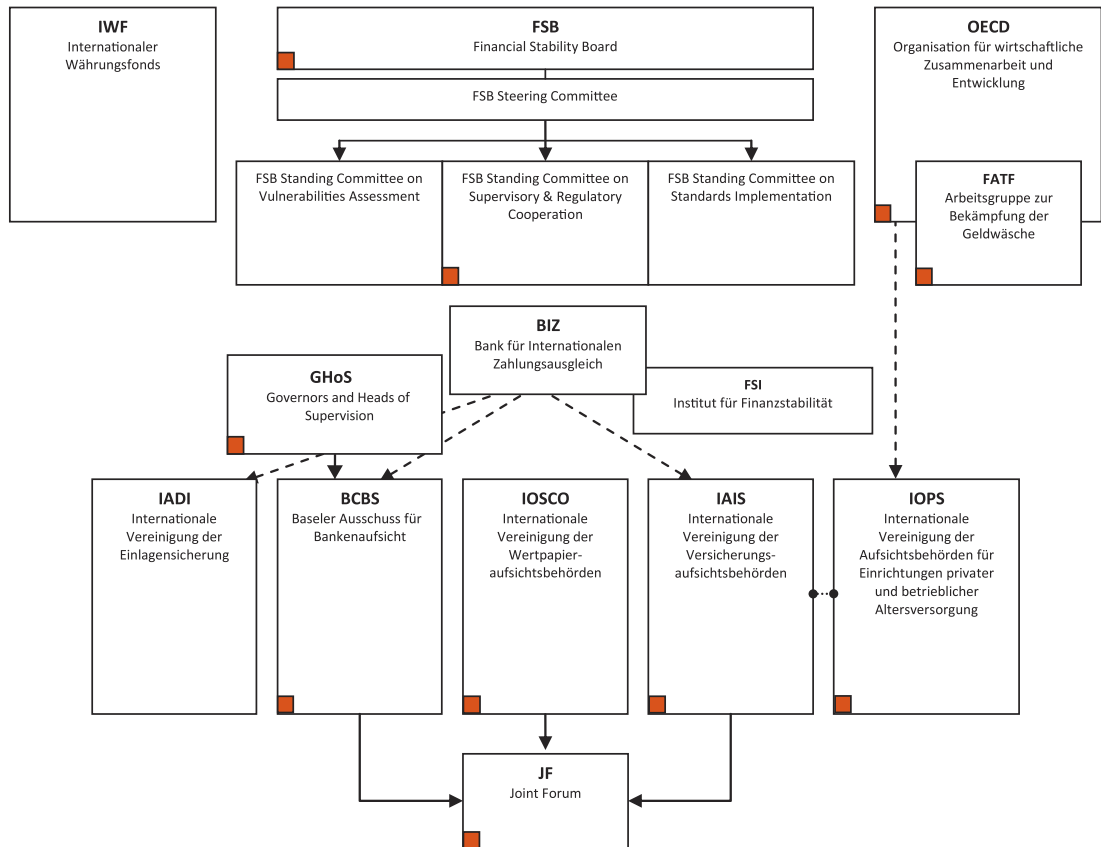 IWF
Internationaler
Währungsfonds
FSB
Financial Stability Board
FSB Steering Committee
OECD
Organisation für wirtschaftliche
Zusammenarbeit und
Entwicklung
FSB Standing Committee on
Vulnerabilities Assessment
FSB Standing Committee on
Supervisory & Regulatory
Cooperation
FSB Standing Committee on
Standards Implementation
FATF
Arbeitsgruppe zur
Bekämpfung der
Geldwäsche
BIZ
Bank für Internationalen
Zahlungsausgleich
GHoS
Governors and Heads of
Supervision
FSI
Institut für Finanzstabilität
IADI
Internationale
Vereinigung der
Einlagensicherung
BCBS
Baseler Ausschuss für
Bankenaufsicht
IOSCO
Internationale
Vereinigung der
Wertpapier-
aufsichtsbehörden
IAIS
Internationale
Vereinigung der
Versicherungs-
aufsichtsbehörden
IOPS
Internationale
Vereinigung der
Aufsichtsbehörden für
Einrichtungen privater
und betrieblicher
Altersversorgung
JF
Joint Forum